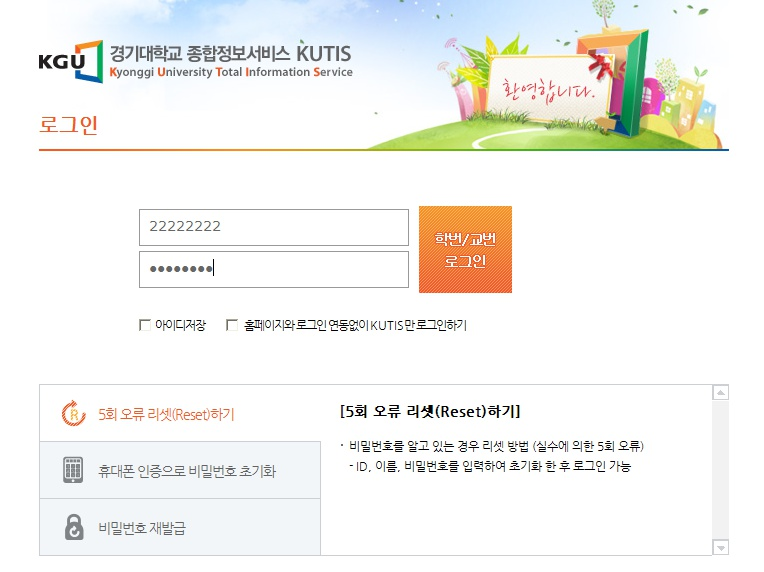 KGU 경기대학교 종합정보서비스 KUTIS
Kyonggi University Total Information Service
환영합니다.
로그인
22222222
학번/교번
로그인
●●●●●●●●
아이디저장 홈페이지와 로그인 연동없이 KUTIS만 로그인하기
5회 오류 리셋(Reset)하기
휴대폰 인증으로 비밀번호 초기화
비밀번호 재발급
[5회 오류 리셋(Reset)하기]
· 비밀번호를 알고 있는 경우 리셋 방법 (실수에 의한 5회 오류)
- ID, 이름, 비밀번호를 입력하여 초기화 한 후 로그인 가능